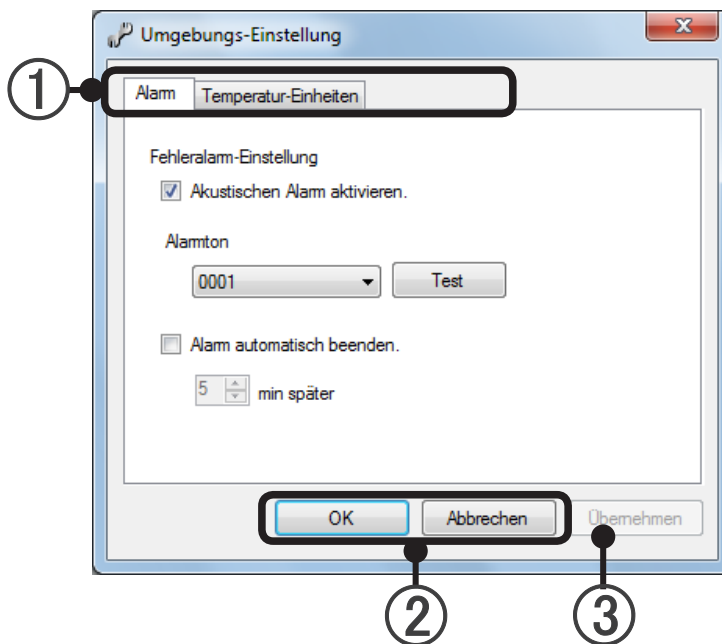 Umgebungs-Einstellung
x
① Alarm Temperatur-Einheiten
Fehleralarm-Einstellung
Akustischen Alarm aktivieren.
Alarmton
0001 Test
Alarm automatisch beenden.
5 min später
OK Abbrechen Übernehmen
② ③